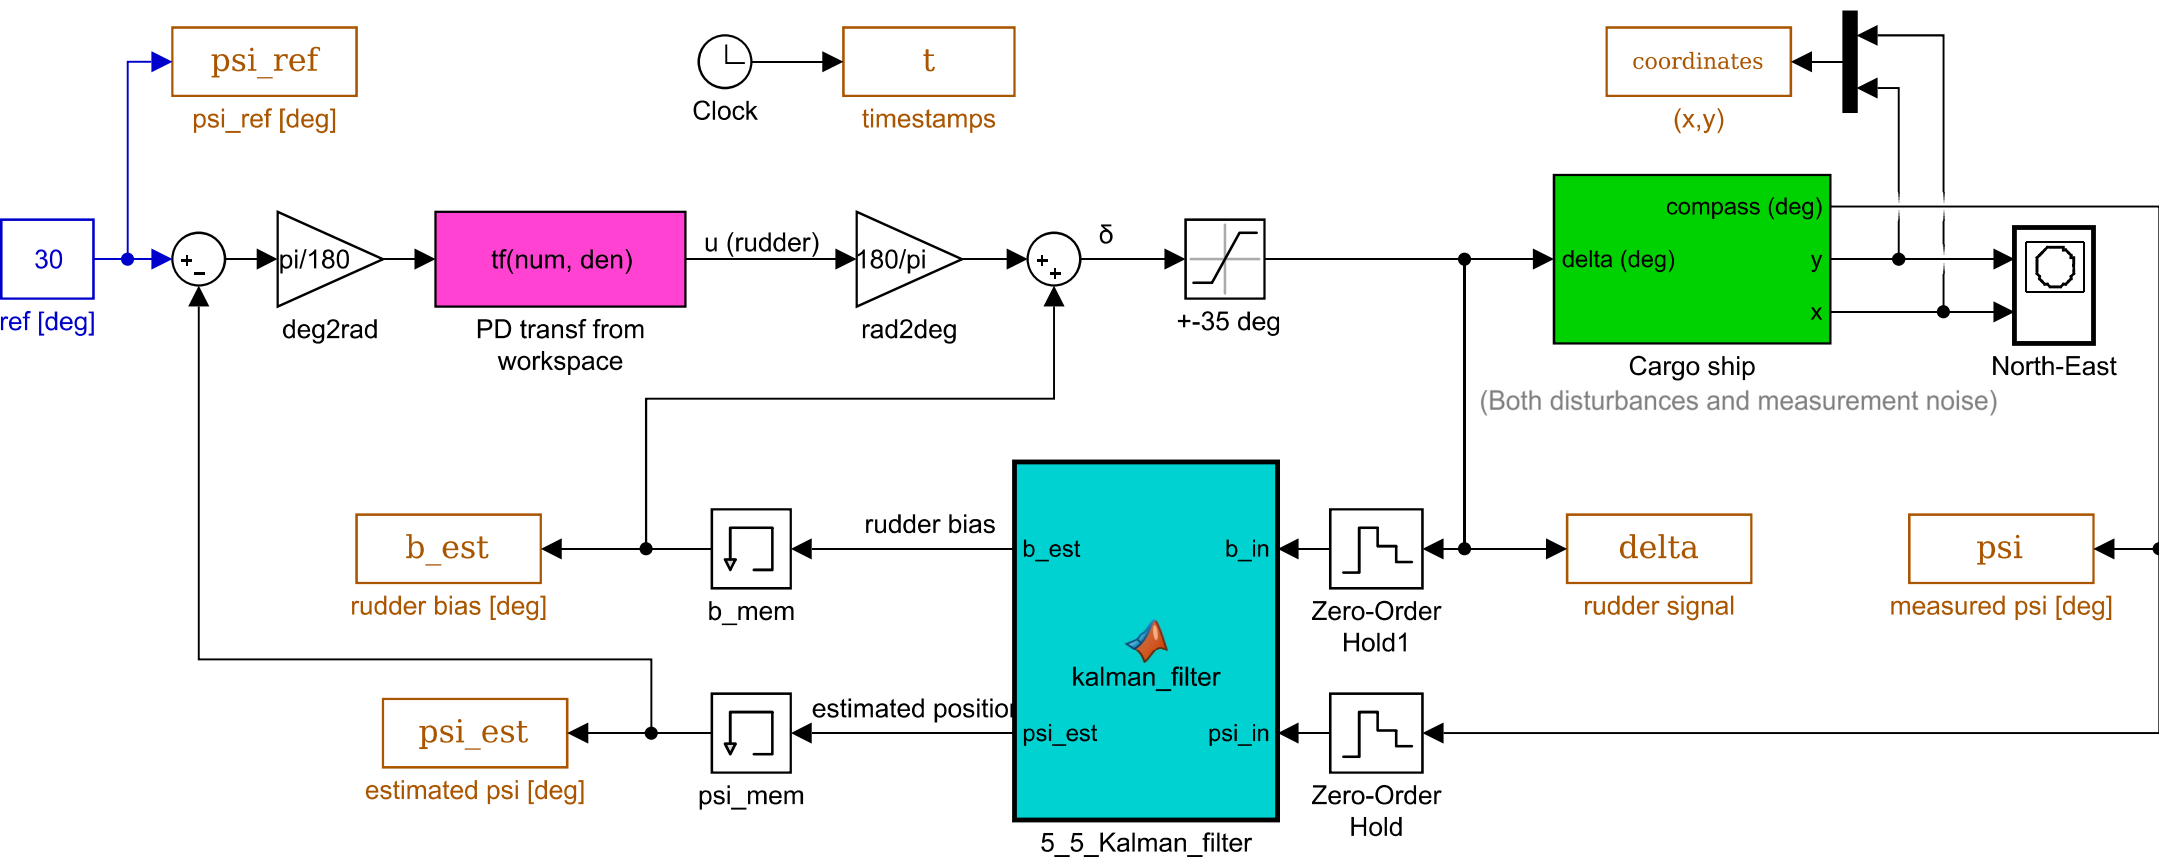 psi_ref
psi_ref [deg]
Clock
t
timestamps
coordinates
(x,y)
30
ref [deg]
+
-
pi/180
deg2rad
tf(num, den)
PD transf from
workspace
u (rudder)
180/pi
rad2deg
+
+
δ
+-35 deg
compass (deg)
delta (deg)
y
x
Cargo ship
(Both disturbances and measurement noise)
North-East
b_est
rudder bias [deg]
b_mem
rudder bias
b_est
b_in
Zero-Order
Hold1
delta
rudder signal
psi
measured psi [deg]
kalman_filter
psi_est
estimated psi [deg]
psi_mem
estimated position
psi_est
psi_in
Zero-Order
Hold
5_5_Kalman_filter